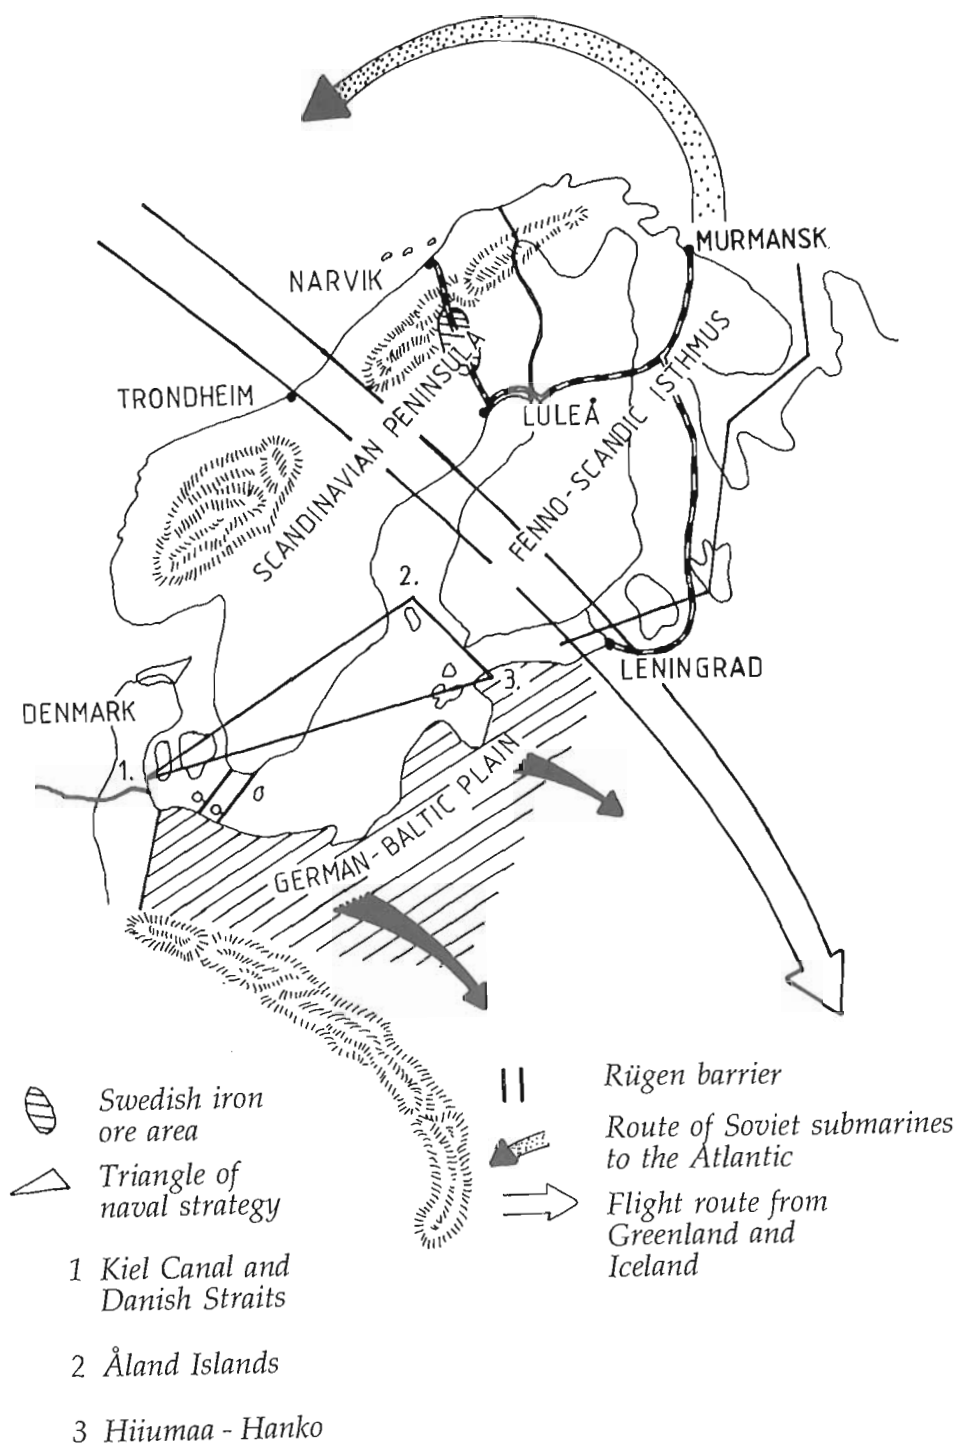 MURMANSK
NARVIK
TRONDHEIM
LULEÅ
SCANDINAVIAN PENINSULA
FENNO-SCANDIC ISTHMUS
2.
3.
LENINGRAD
DENMARK
1.
GERMAN-BALTIC PLAIN
Swedish iron
ore area
Triangle of
naval strategy
1 Kiel Canal and
Danish Straits
2 Åland Islands
3 Hiiumaa - Hanko
Rügen barrier
Route of Soviet submarines
to the Atlantic
Flight route from
Greenland and
Iceland